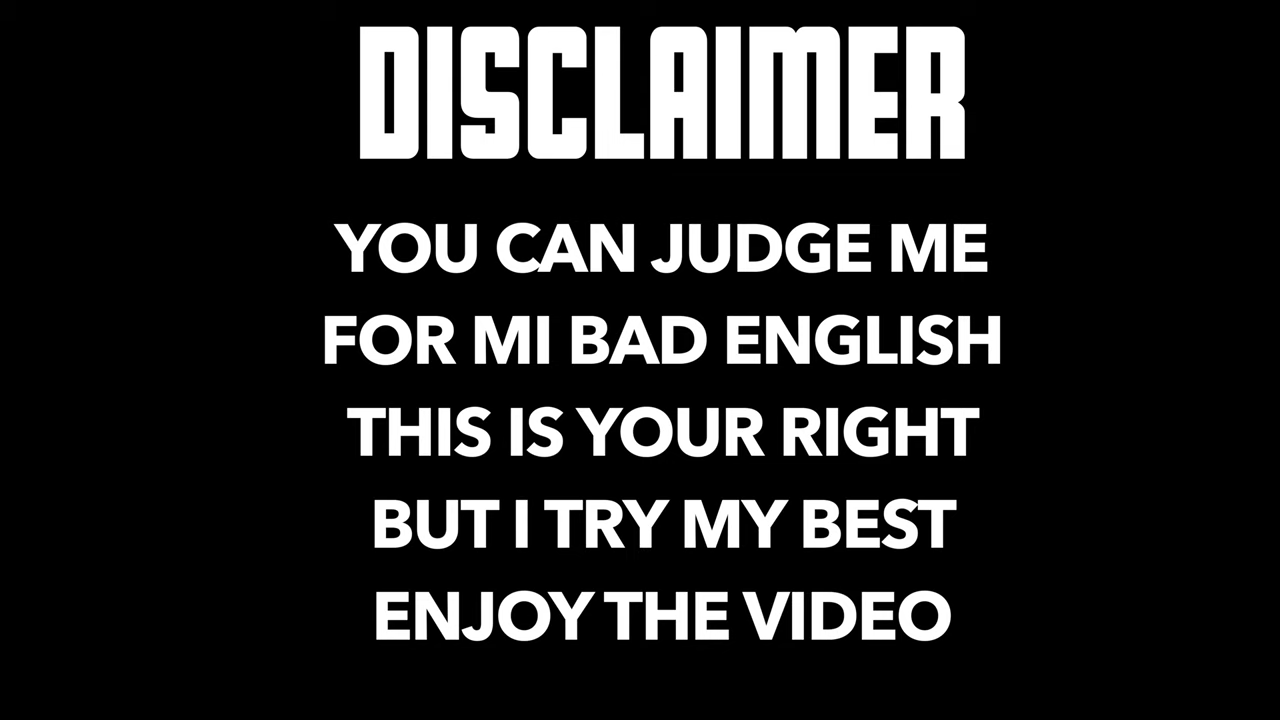 DISCLAIMER
YOU CAN JUDGE ME
FOR MI BAD ENGLISH
THIS IS YOUR RIGHT
BUT I TRY MY BEST
ENJOY THE VIDEO